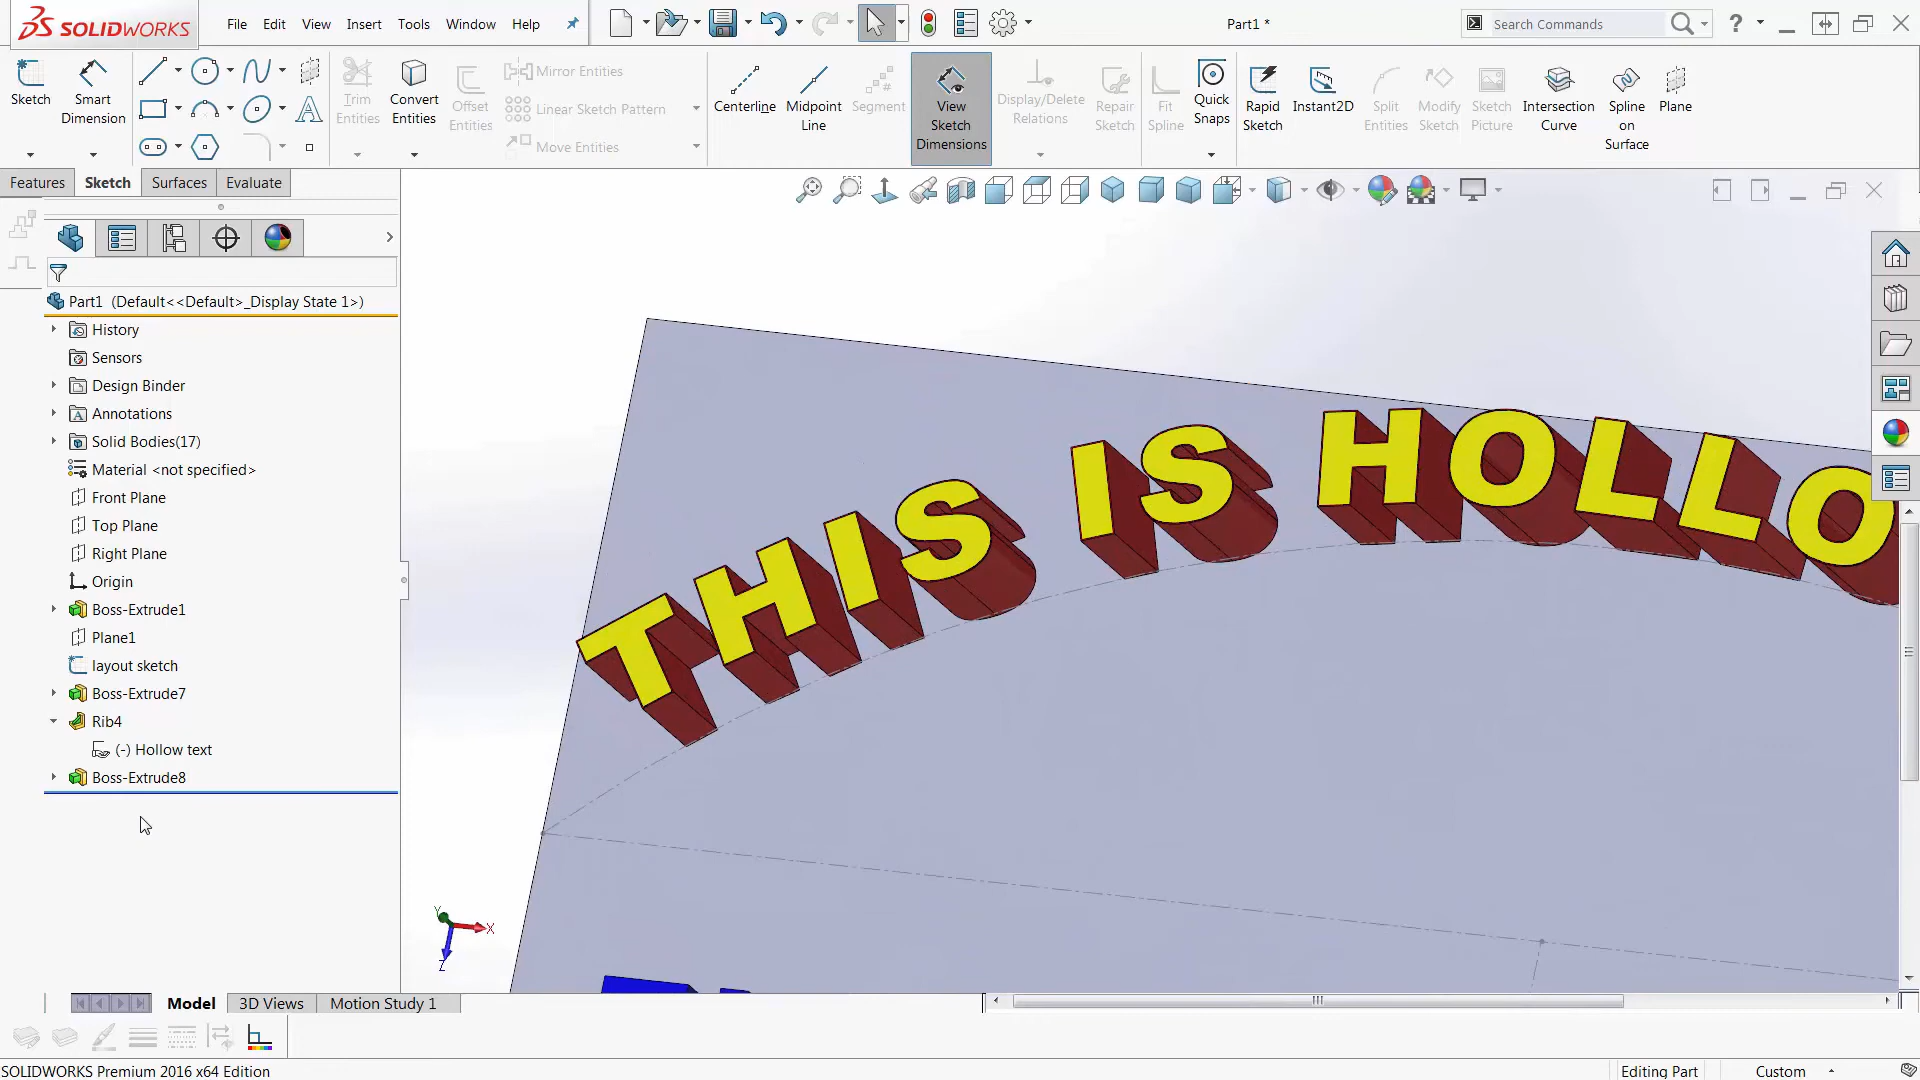 SOLIDWORKS
File Edit View Insert Tools Window Help
Part1 *
Search Commands
Sketch
Smart Dimension
Trim Entities
Convert Entities
Offset Entities
Mirror Entities
Linear Sketch Pattern
Move Entities
Centerline
Midpoint Line
Segment
View Sketch Dimensions
Display/Delete Relations
Repair Sketch
Fit Spline
Quick Snaps
Rapid Sketch
Instant2D
Split Entities
Modify Sketch
Sketch Picture
Intersection Curve
Spline on Surface
Plane
Features Sketch Surfaces Evaluate
Part1 (Default<<Default>_Display State 1>)
History
Sensors
Design Binder
Annotations
Solid Bodies(17)
Material <not specified>
Front Plane
Top Plane
Right Plane
Origin
Boss-Extrude1
Plane1
layout sketch
Boss-Extrude7
Rib4
(-) Hollow text
Boss-Extrude8
THIS IS HOLLO
Y
X
Z
Model 3D Views Motion Study 1
SOLIDWORKS Premium 2016 x64 Edition
Editing Part
Custom